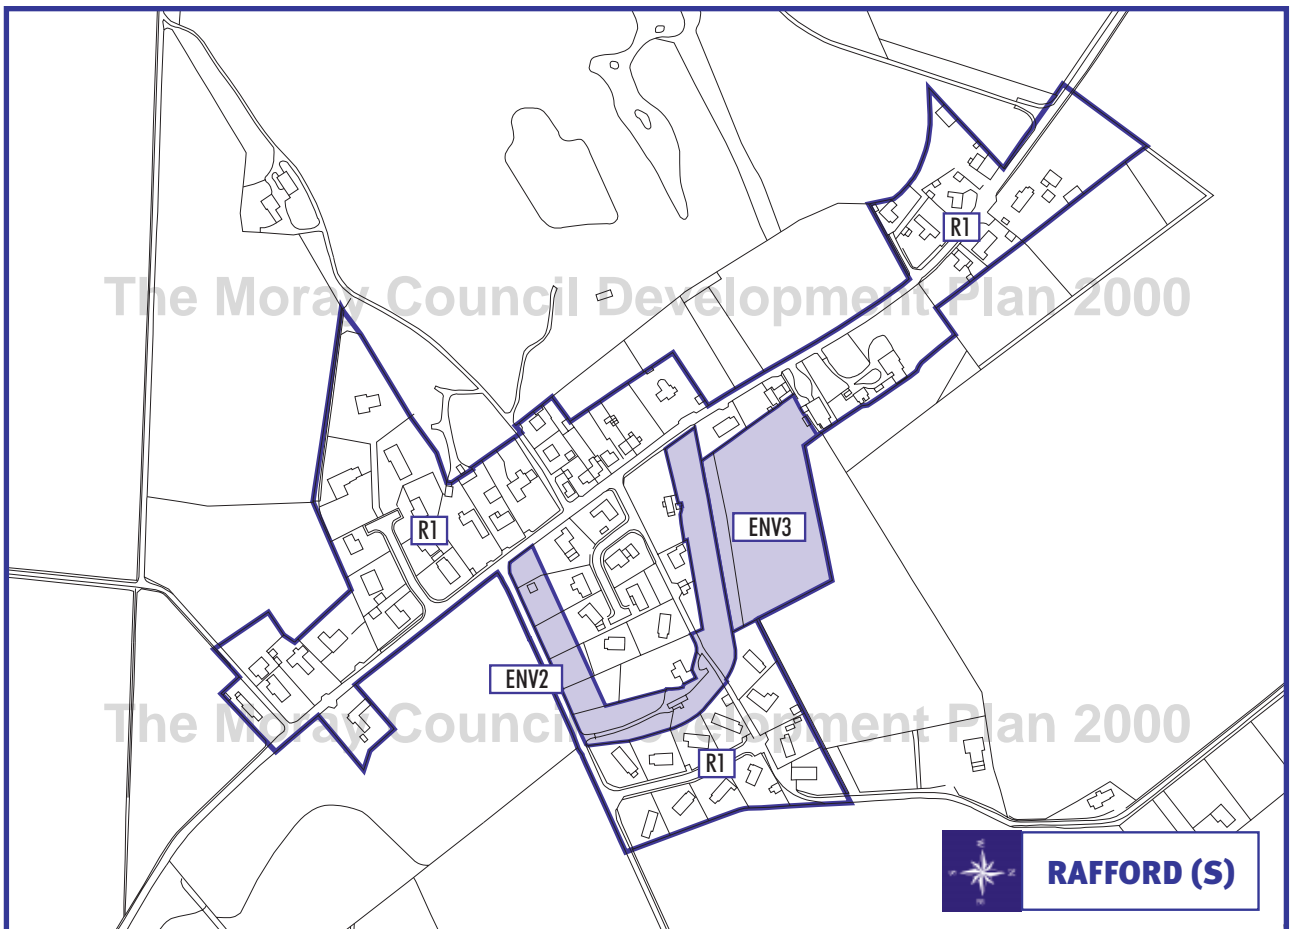 R1
The Moray Council Development Plan 2000
R1
ENV3
ENV2
The Moray Council Development Plan 2000
R1
W
S
N
E
RAFFORD (S)